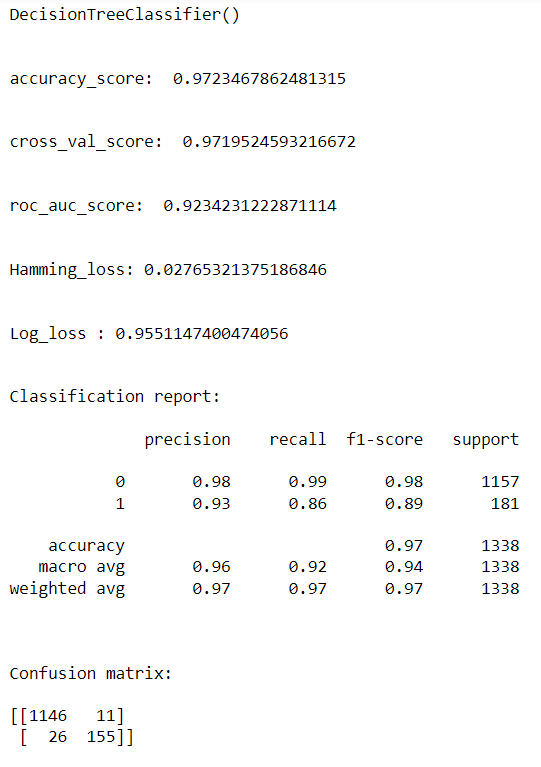 DecisionTreeClassifier()
accuracy_score:  0.9723467862481315
cross_val_score:  0.9719524593216672
roc_auc_score:  0.9234231222871114
Hamming_loss: 0.02765321375186846
Log_loss : 0.9551147400474056
Classification report:
              precision    recall  f1-score   support
           0       0.98      0.99      0.98      1157
           1       0.93      0.86      0.89       181
    accuracy                           0.97      1338
   macro avg       0.96      0.92      0.94      1338
weighted avg       0.97      0.97      0.97      1338
Confusion matrix:
[[1146   11]
 [  26  155]]